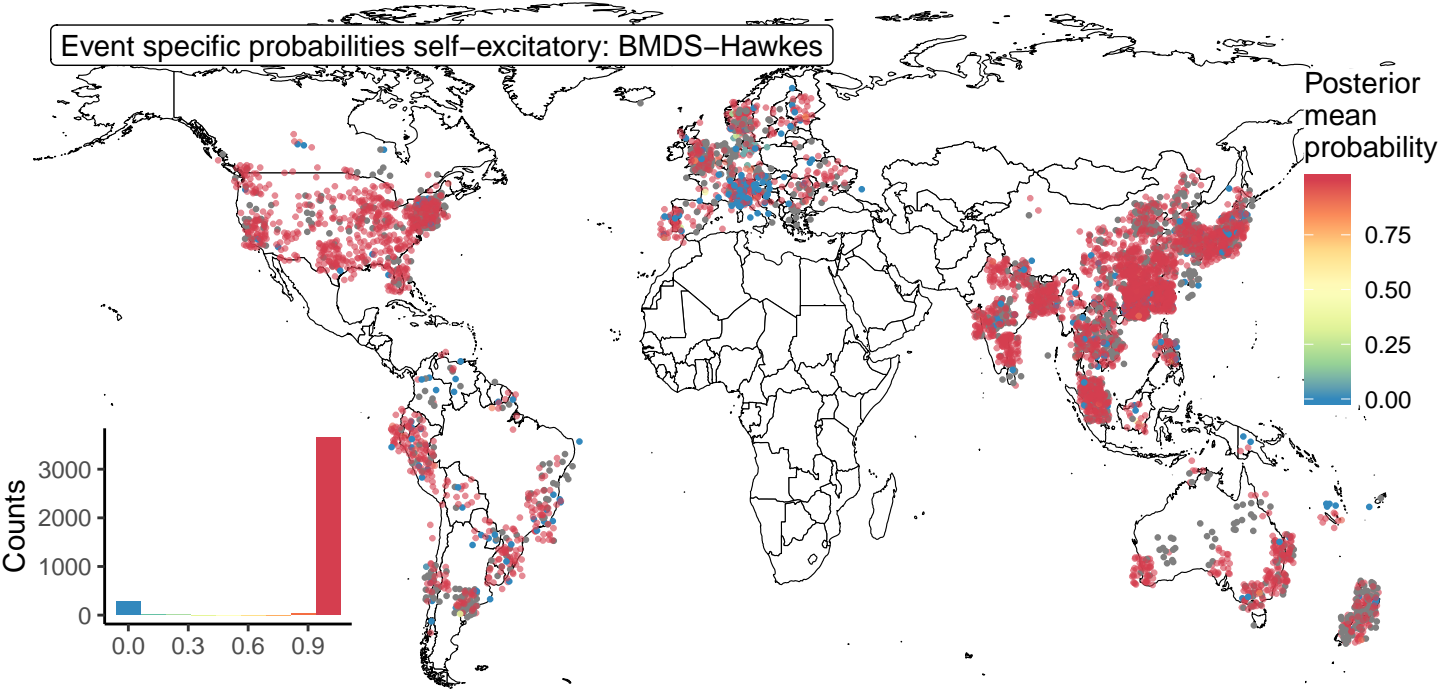 Event specific probabilities self−excitatory: BMDS−Hawkes
Posterior
mean
probability
0.75
0.50
0.25
0.00
Counts
3000
2000
1000
0
0.0 0.3 0.6 0.9